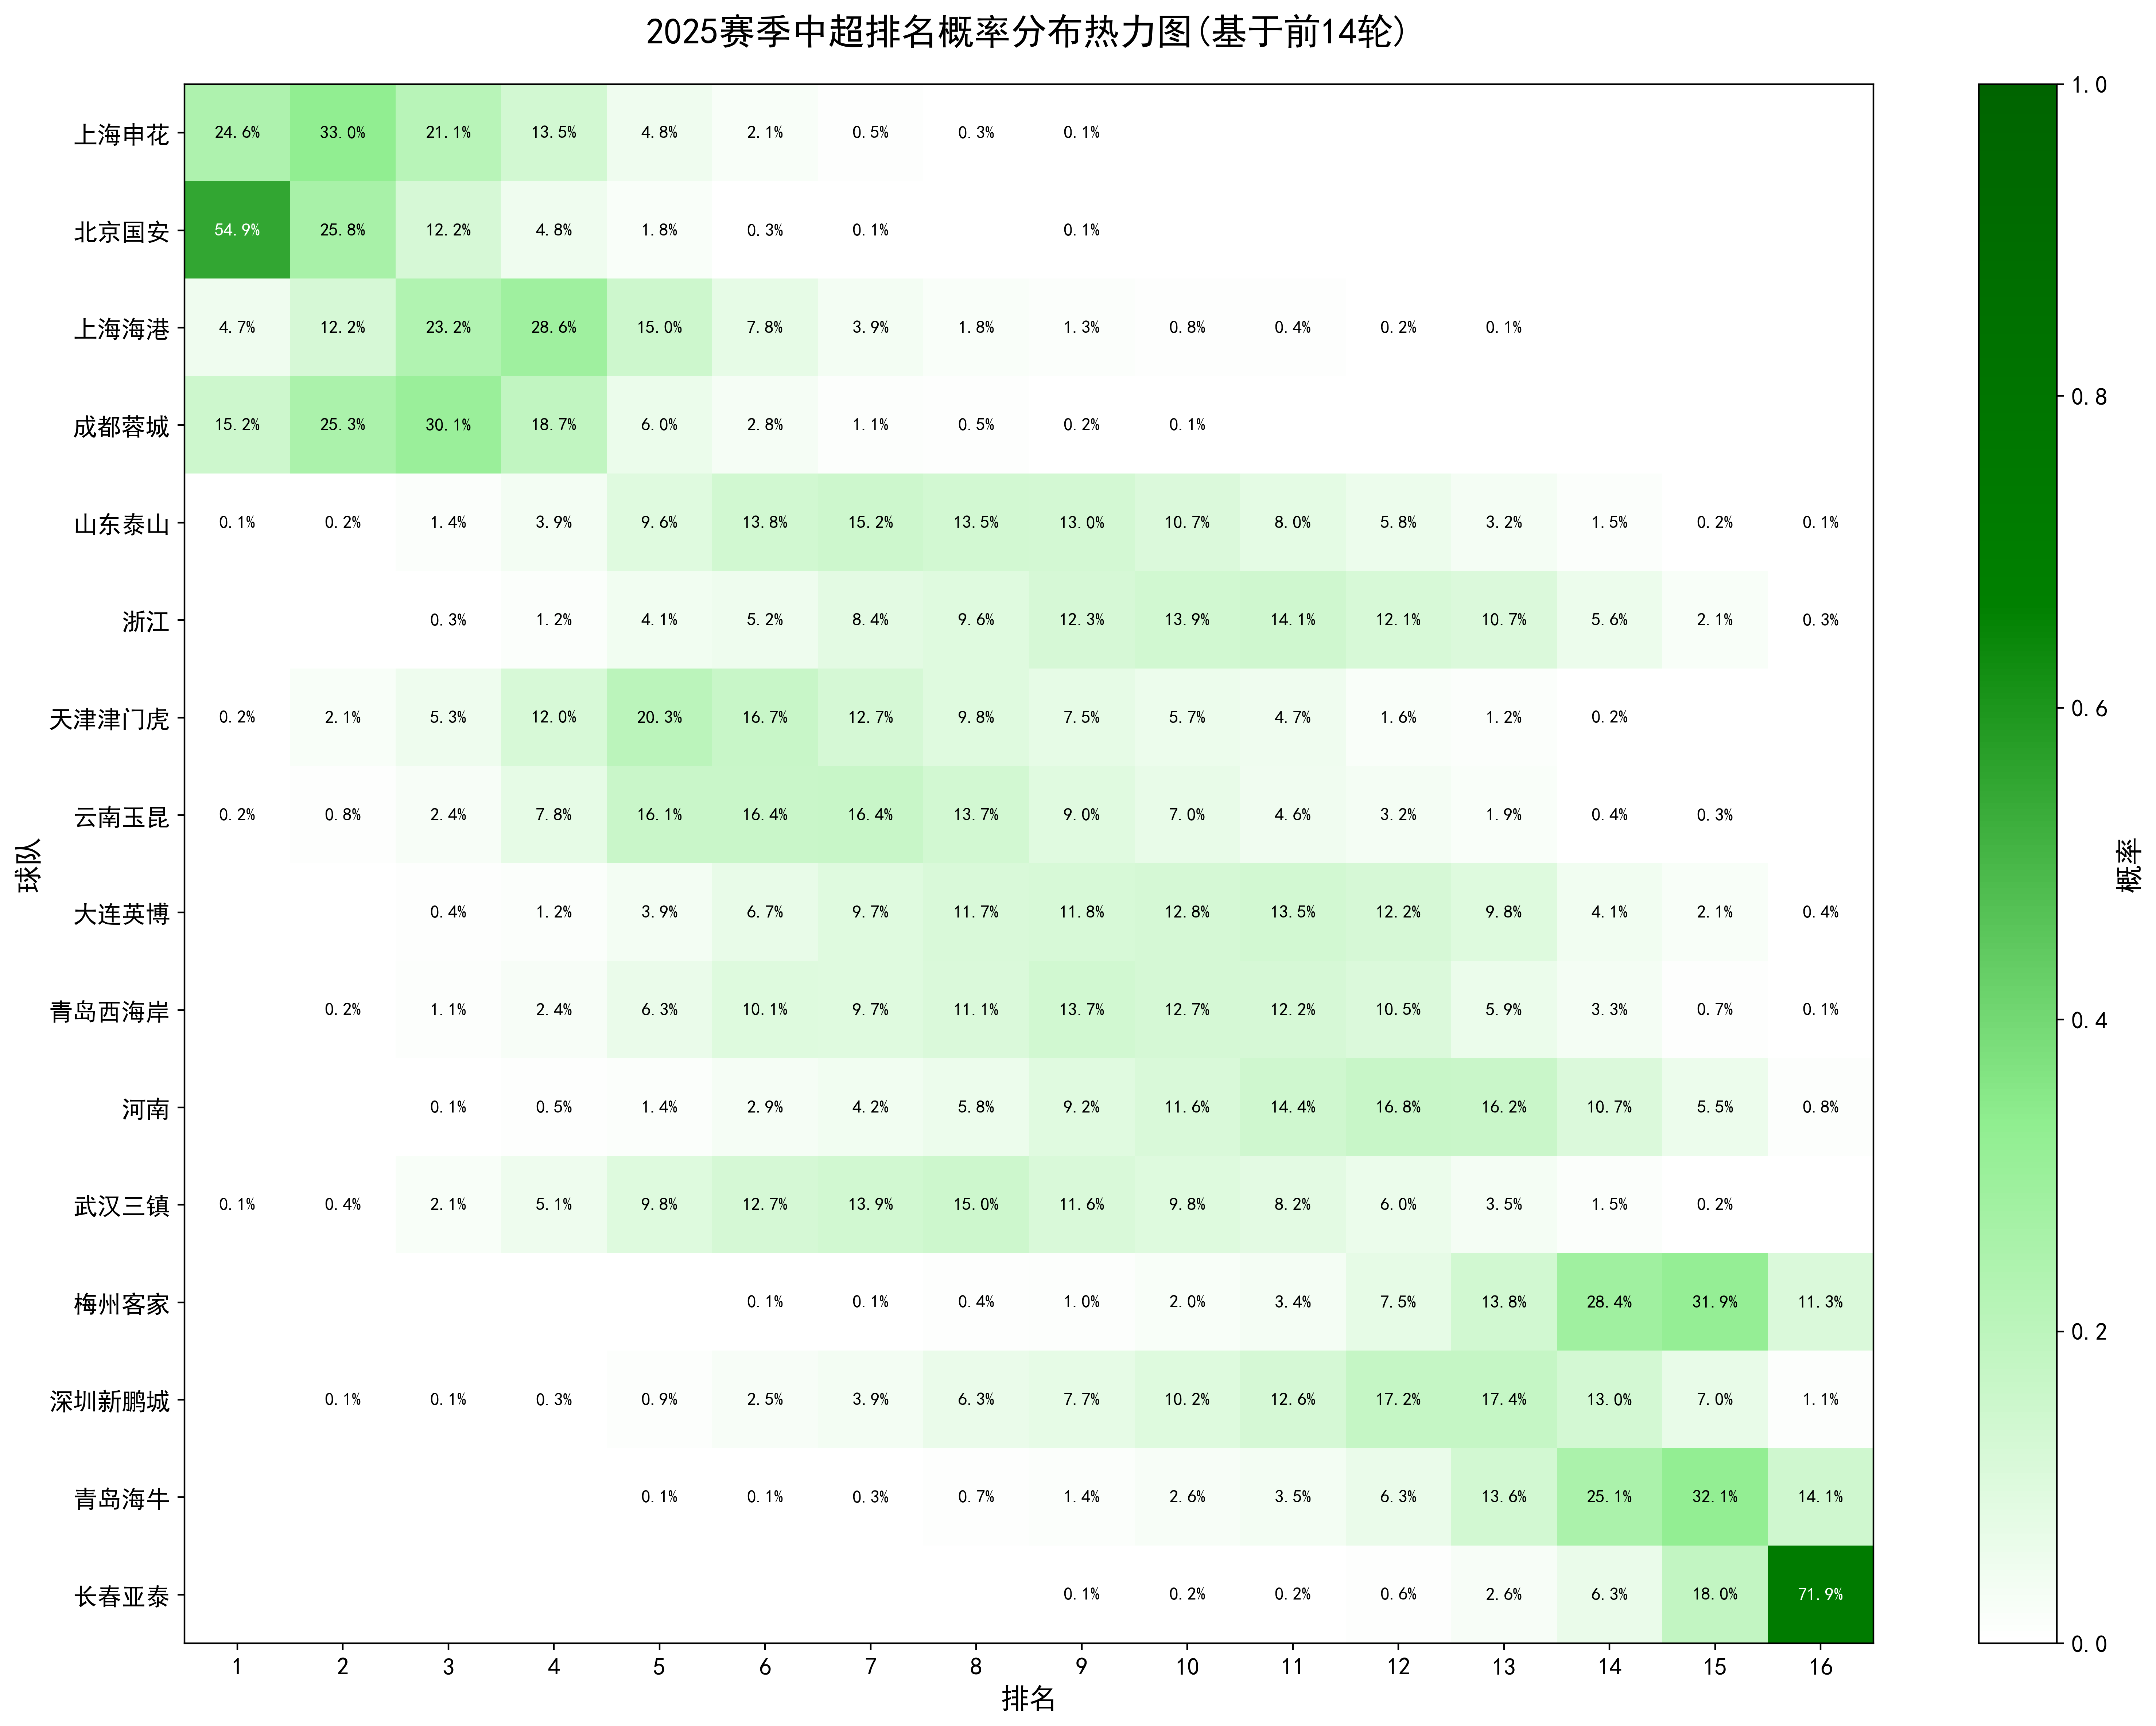 2025赛季中超排名概率分布热力图(基于前14轮)
球队
上海申花 24.6% 33.0% 21.1% 13.5% 4.8% 2.1% 0.5% 0.3% 0.1%
北京国安 54.9% 25.8% 12.2% 4.8% 1.8% 0.3% 0.1% 0.1%
上海海港 4.7% 12.2% 23.2% 28.6% 15.0% 7.8% 3.9% 1.8% 1.3% 0.8% 0.4% 0.2% 0.1%
成都蓉城 15.2% 25.3% 30.1% 18.7% 6.0% 2.8% 1.1% 0.5% 0.2% 0.1%
山东泰山 0.1% 0.2% 1.4% 3.9% 9.6% 13.8% 15.2% 13.5% 13.0% 10.7% 8.0% 5.8% 3.2% 1.5% 0.2% 0.1%
浙江 0.3% 1.2% 4.1% 5.2% 8.4% 9.6% 12.3% 13.9% 14.1% 12.1% 10.7% 5.6% 2.1% 0.3%
天津津门虎 0.2% 2.1% 5.3% 12.0% 20.3% 16.7% 12.7% 9.8% 7.5% 5.7% 4.7% 1.6% 1.2% 0.2%
云南玉昆 0.2% 0.8% 2.4% 7.8% 16.1% 16.4% 16.4% 13.7% 9.0% 7.0% 4.6% 3.2% 1.9% 0.4% 0.3%
大连英博 0.4% 1.2% 3.9% 6.7% 9.7% 11.7% 11.8% 12.8% 13.5% 12.2% 9.8% 4.1% 2.1% 0.4%
青岛西海岸 0.2% 1.1% 2.4% 6.3% 10.1% 9.7% 11.1% 13.7% 12.7% 12.2% 10.5% 5.9% 3.3% 0.7% 0.1%
河南 0.1% 0.5% 1.4% 2.9% 4.2% 5.8% 9.2% 11.6% 14.4% 16.8% 16.2% 10.7% 5.5% 0.8%
武汉三镇 0.1% 0.4% 2.1% 5.1% 9.8% 12.7% 13.9% 15.0% 11.6% 9.8% 8.2% 6.0% 3.5% 1.5% 0.2%
梅州客家 0.1% 0.1% 0.4% 1.0% 2.0% 3.4% 7.5% 13.8% 28.4% 31.9% 11.3%
深圳新鹏城 0.1% 0.1% 0.3% 0.9% 2.5% 3.9% 6.3% 7.7% 10.2% 12.6% 17.2% 17.4% 13.0% 7.0% 1.1%
青岛海牛 0.1% 0.1% 0.3% 0.7% 1.4% 2.6% 3.5% 6.3% 13.6% 25.1% 32.1% 14.1%
长春亚泰 0.1% 0.2% 0.2% 0.6% 2.6% 6.3% 18.0% 71.9%
1 2 3 4 5 6 7 8 9 10 11 12 13 14 15 16
排名
1.0
0.8
0.6
0.4
0.2
0.0
概率